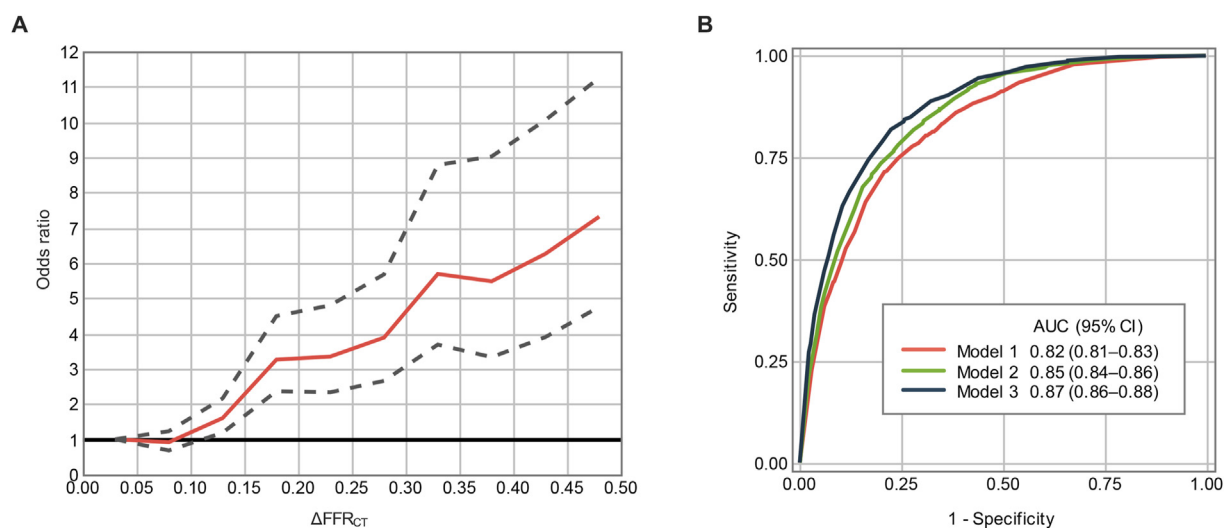 A
12
11
10
9
8
7
6
5
4
3
2
1
0
Odds ratio
0.00 0.05 0.10 0.15 0.20 0.25 0.30 0.35 0.40 0.45 0.50
ΔFFRCT
B
1.00
0.75
0.50
0.25
0.00
Sensitivity
AUC (95% CI)
Model 1 0.82 (0.81–0.83)
Model 2 0.85 (0.84–0.86)
Model 3 0.87 (0.86–0.88)
0.00 0.25 0.50 0.75 1.00
1 - Specificity